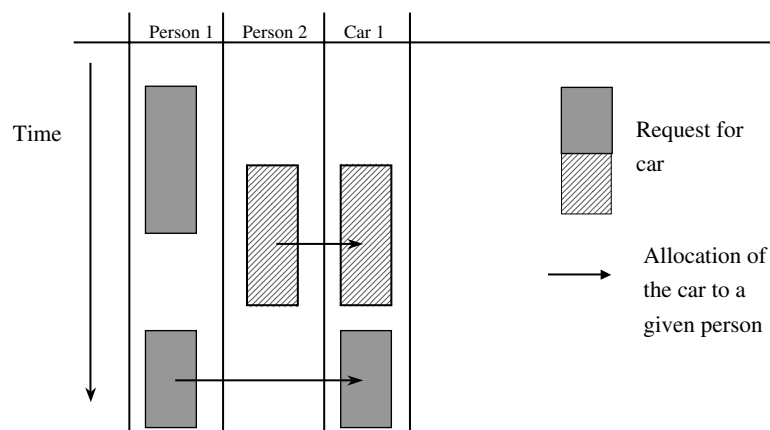 Person 1
Person 2
Car 1
Time
Request for
car
Allocation of
the car to a
given person